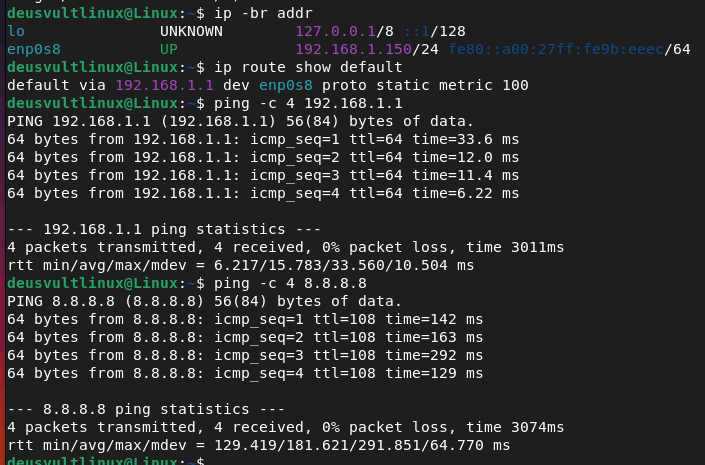 deusvultlinux@Linux:~$ ip -br addr
lo               UNKNOWN        127.0.0.1/8 ::1/128
enp0s8           UP             192.168.1.150/24 fe80::a00:27ff:fe9b:eeec/64
deusvultlinux@Linux:~$ ip route show default
default via 192.168.1.1 dev enp0s8 proto static metric 100
deusvultlinux@Linux:~$ ping -c 4 192.168.1.1
PING 192.168.1.1 (192.168.1.1) 56(84) bytes of data.
64 bytes from 192.168.1.1: icmp_seq=1 ttl=64 time=33.6 ms
64 bytes from 192.168.1.1: icmp_seq=2 ttl=64 time=12.0 ms
64 bytes from 192.168.1.1: icmp_seq=3 ttl=64 time=11.4 ms
64 bytes from 192.168.1.1: icmp_seq=4 ttl=64 time=6.22 ms

--- 192.168.1.1 ping statistics ---
4 packets transmitted, 4 received, 0% packet loss, time 3011ms
rtt min/avg/max/mdev = 6.217/15.783/33.560/10.504 ms
deusvultlinux@Linux:~$ ping -c 4 8.8.8.8
PING 8.8.8.8 (8.8.8.8) 56(84) bytes of data.
64 bytes from 8.8.8.8: icmp_seq=1 ttl=108 time=142 ms
64 bytes from 8.8.8.8: icmp_seq=2 ttl=108 time=163 ms
64 bytes from 8.8.8.8: icmp_seq=3 ttl=108 time=292 ms
64 bytes from 8.8.8.8: icmp_seq=4 ttl=108 time=129 ms

--- 8.8.8.8 ping statistics ---
4 packets transmitted, 4 received, 0% packet loss, time 3074ms
rtt min/avg/max/mdev = 129.419/181.621/291.851/64.770 ms
deusvultlinux@Linux:~$